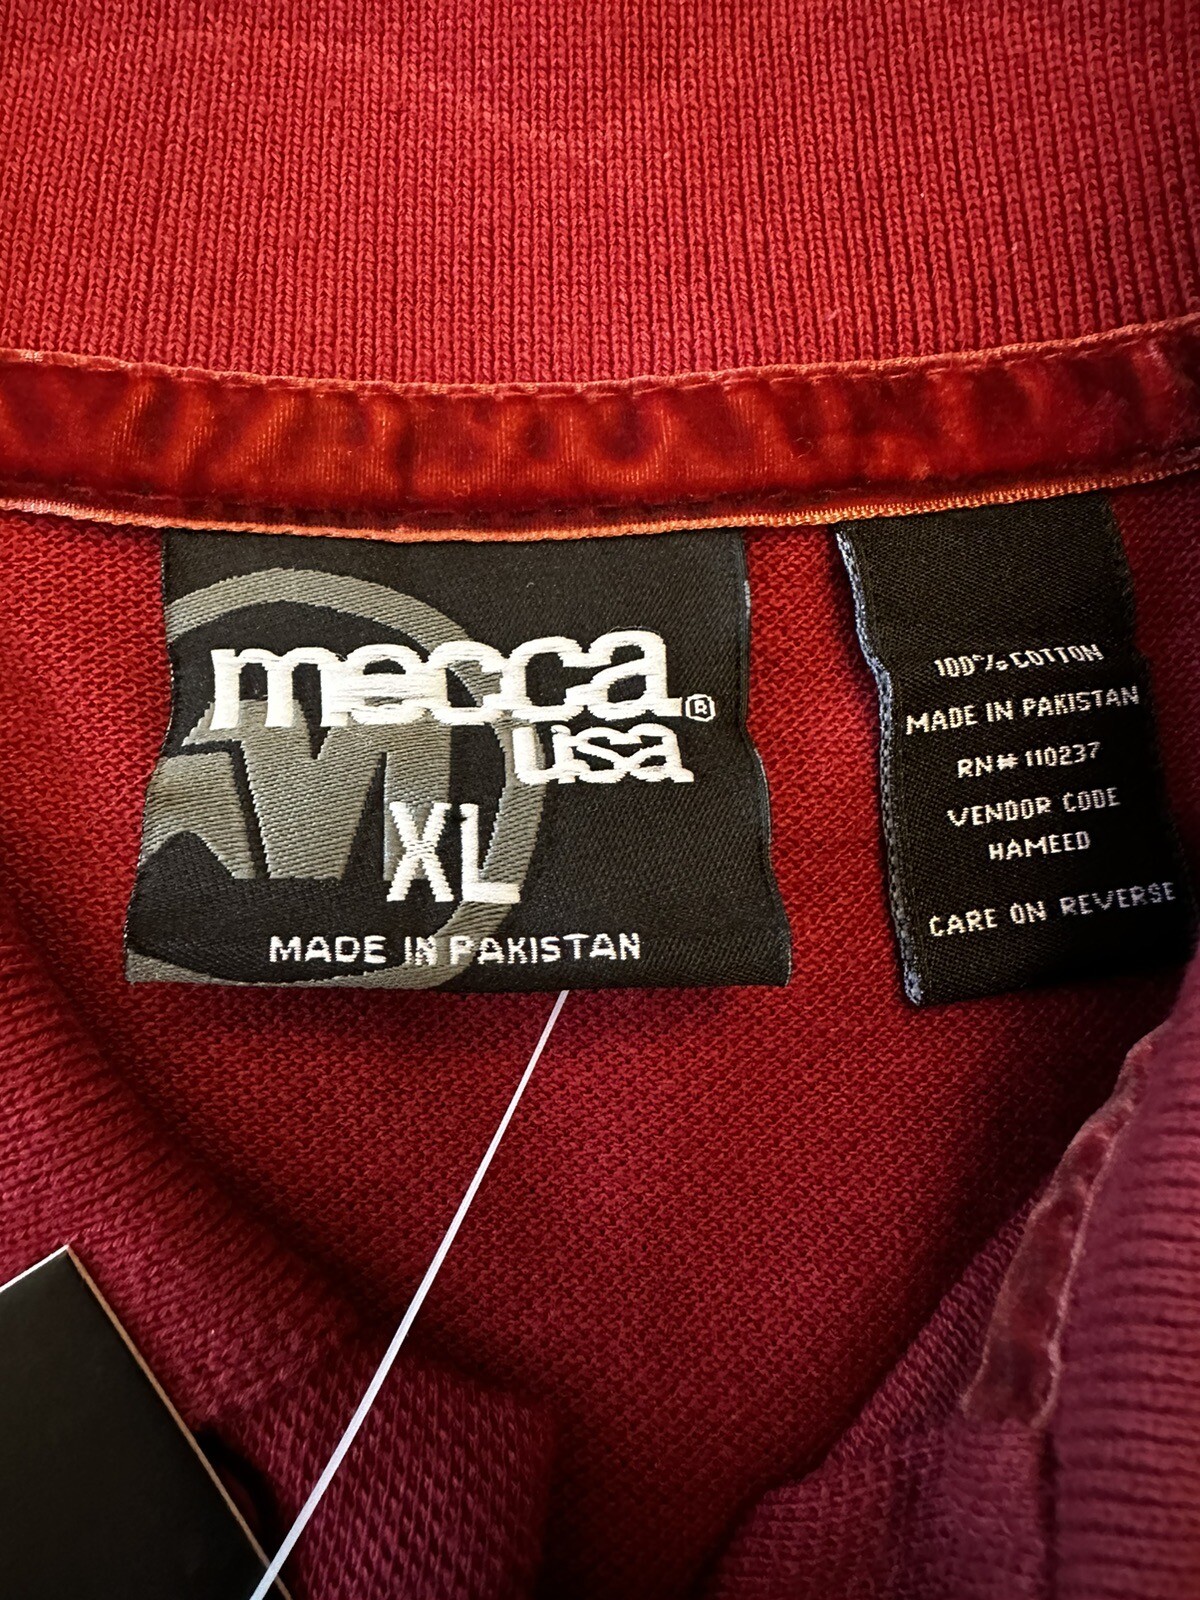 mecca®
usa
XL
MADE IN PAKISTAN
100% COTTON
MADE IN PAKISTAN
RN# 110237
VENDOR CODE
HAMEED
CARE ON REVERSE